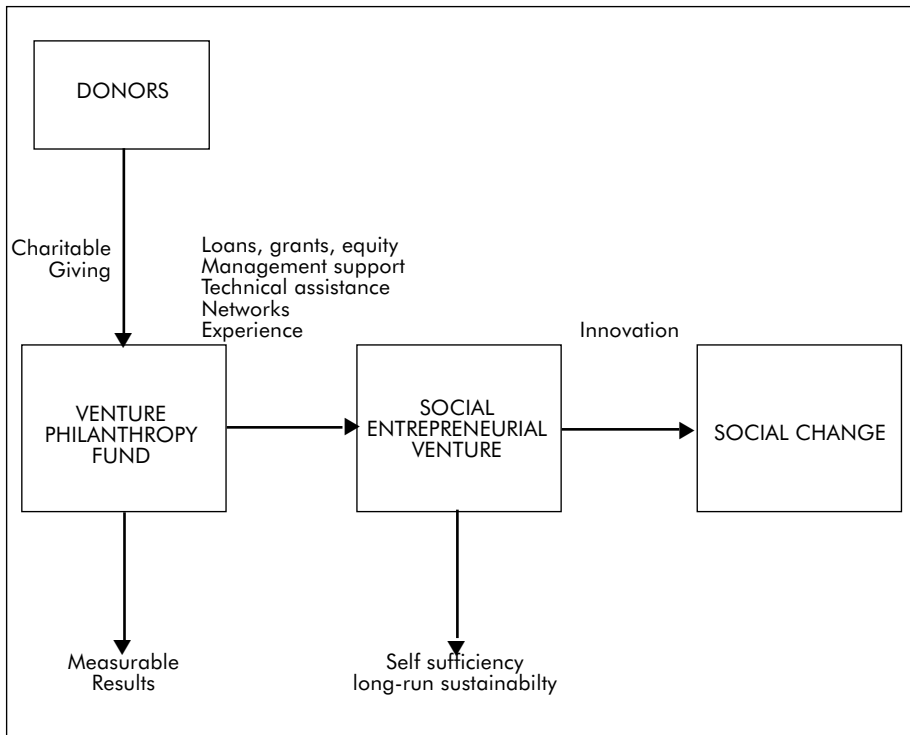 DONORS
Charitable
Giving
Loans, grants, equity
Management support
Technical assistance
Networks
Experience
Innovation
VENTURE
PHILANTHROPY
FUND
SOCIAL
ENTREPRENEURIAL
VENTURE
SOCIAL CHANGE
Measurable
Results
Self sufficiency
long-run sustainabilty